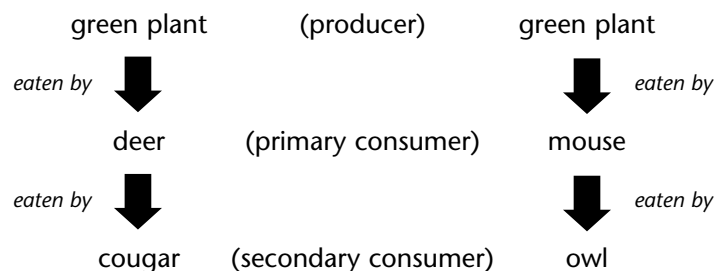 green plant (producer) green plant
eaten by eaten by
deer (primary consumer) mouse
eaten by eaten by
cougar (secondary consumer) owl